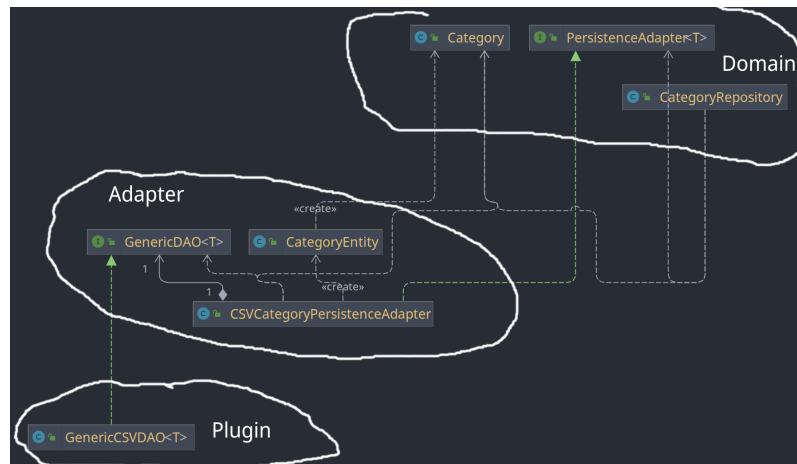 Category
PersistenceAdapter<T>
Domain
CategoryRepository
Adapter
«create»
GenericDAO<T>
CategoryEntity
1
1
«create»
CSVCategoryPersistenceAdapter
GenericCSVDAO<T>
Plugin